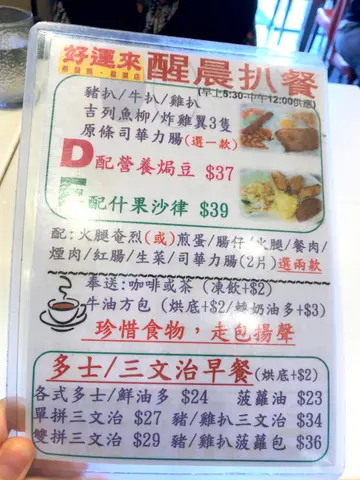 好運來 醒晨扒餐
(早上5:30-中午12:00供應)
豬扒/牛扒/雞扒
吉列魚柳/炸雞翼3隻
原條司華力腸(選一款)
D 配營養焗豆 $37
E 配什果沙律 $39
配:火腿奄烈(或)煎蛋/腸仔/火腿/餐肉/
煙肉/紅腸/生菜/司華力腸(2片)選兩款
奉送:咖啡或茶 (凍飲+$2)
牛油方包 (烘底+$2/轉奶油多+$3)
珍惜食物,走包揚聲
多士/三文治早餐(烘底+$2)
各式多士/鮮油多 $24 菠蘿油 $23
單拼三文治 $27 豬/雞扒三文治 $34
雙拼三文治 $29 豬/雞扒菠蘿包 $36